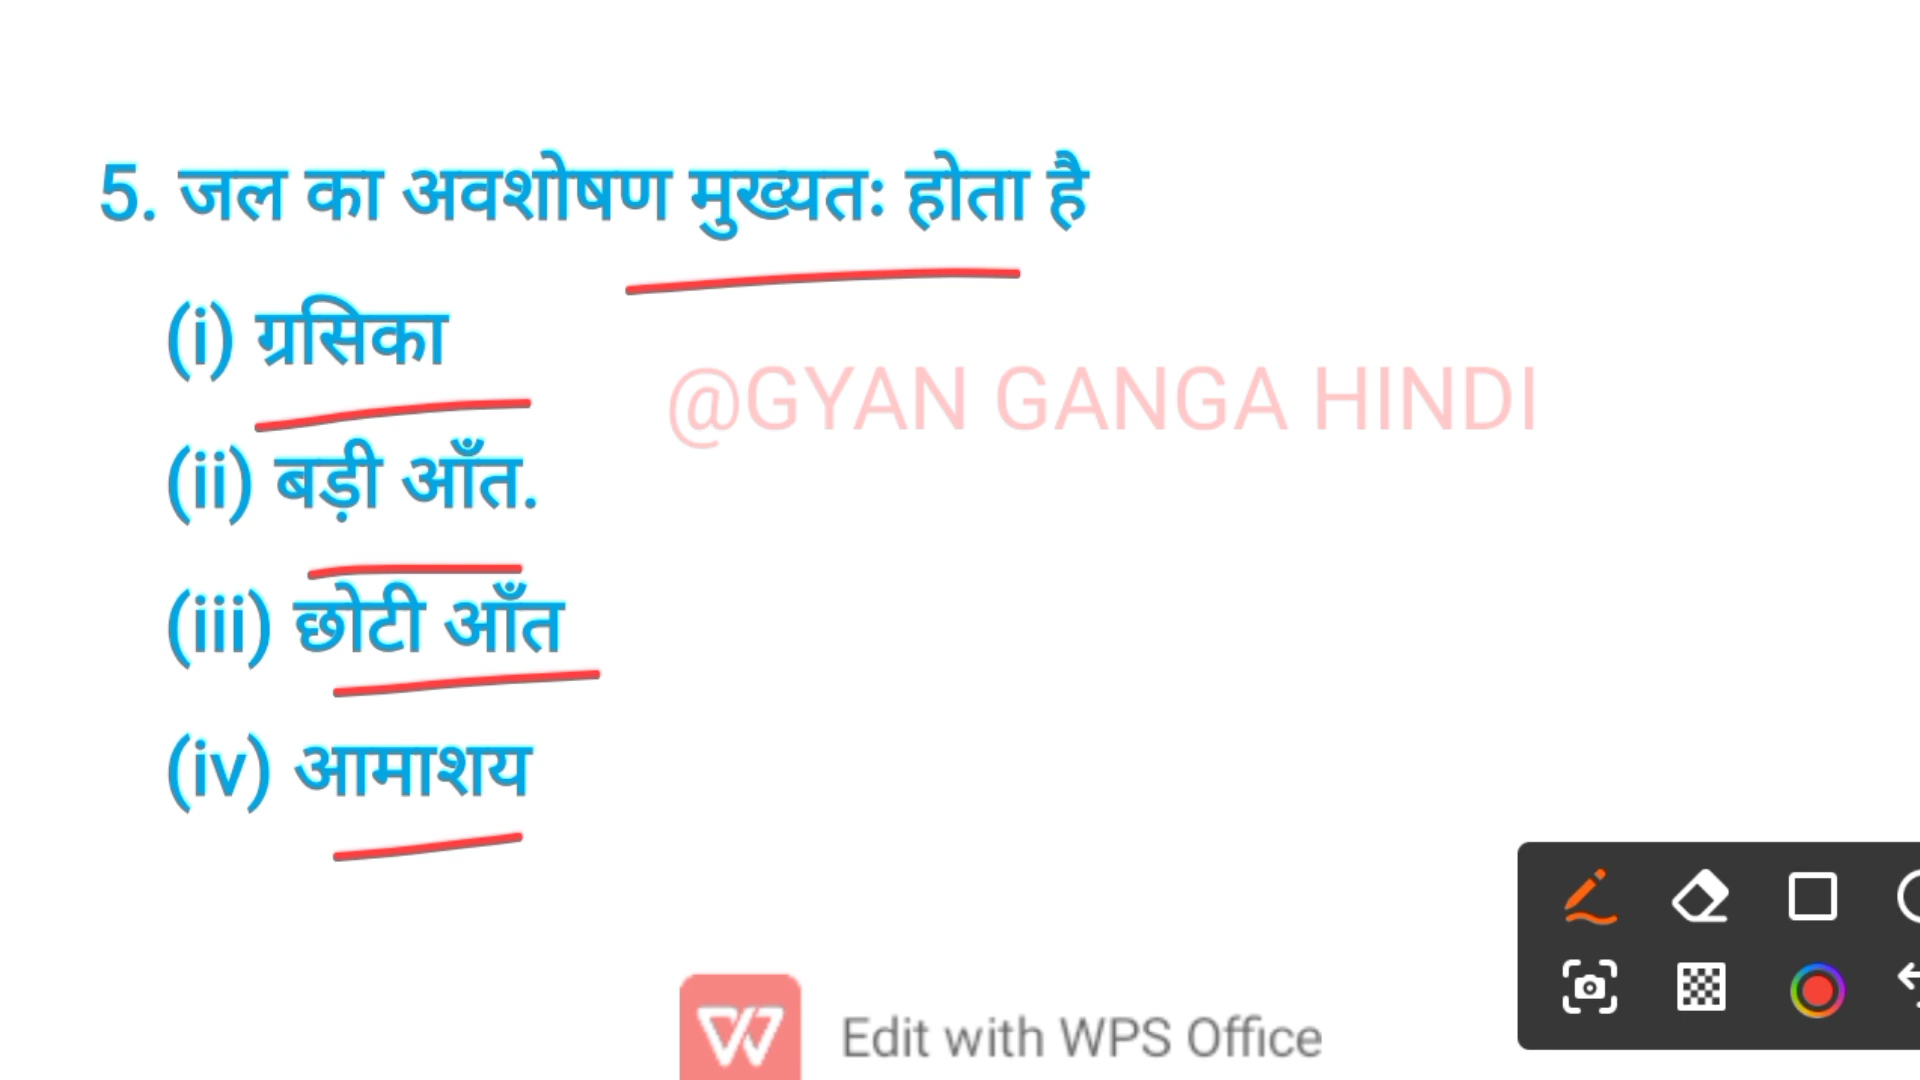 5. जल का अवशोषण मुख्यतः होता है
(i) ग्रसिका
@GYAN GANGA HINDI
(ii) बड़ी आँत.
(iii) छोटी आँत
(iv) आमाशय
Edit with WPS Office